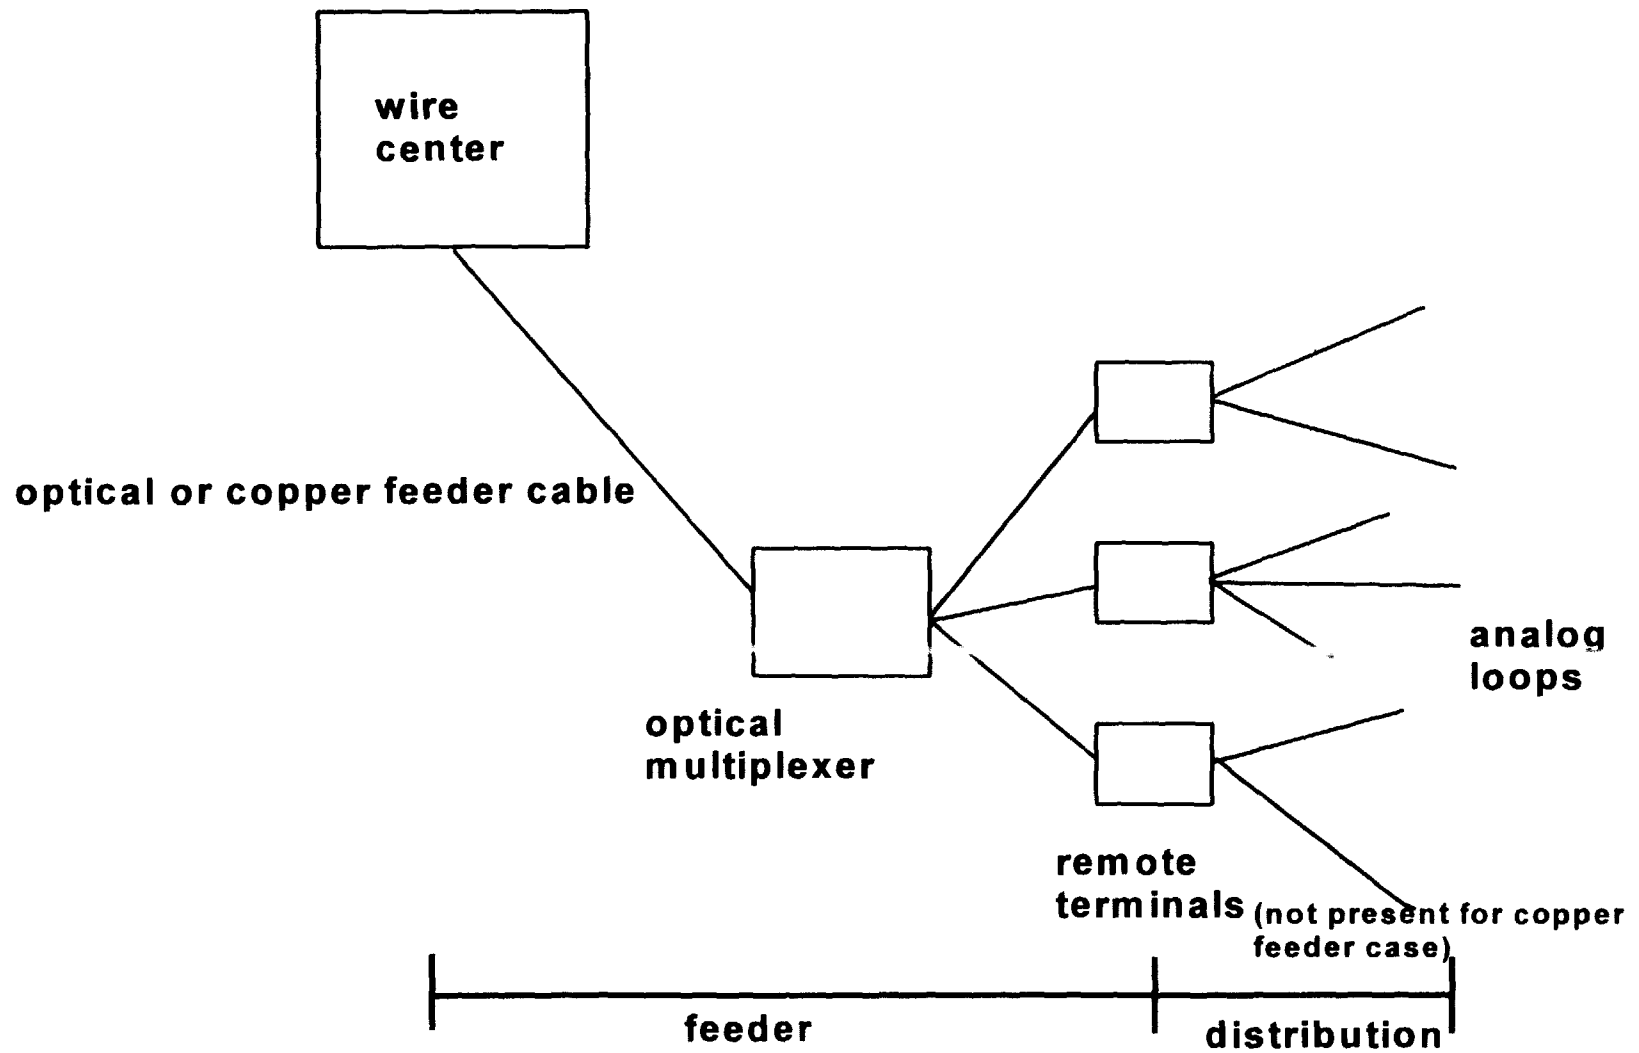 wire
center
optical or copper feeder cable
analog
loops
optical
multiplexer
remote
terminals (not present for copper
feeder case)
feeder
distribution